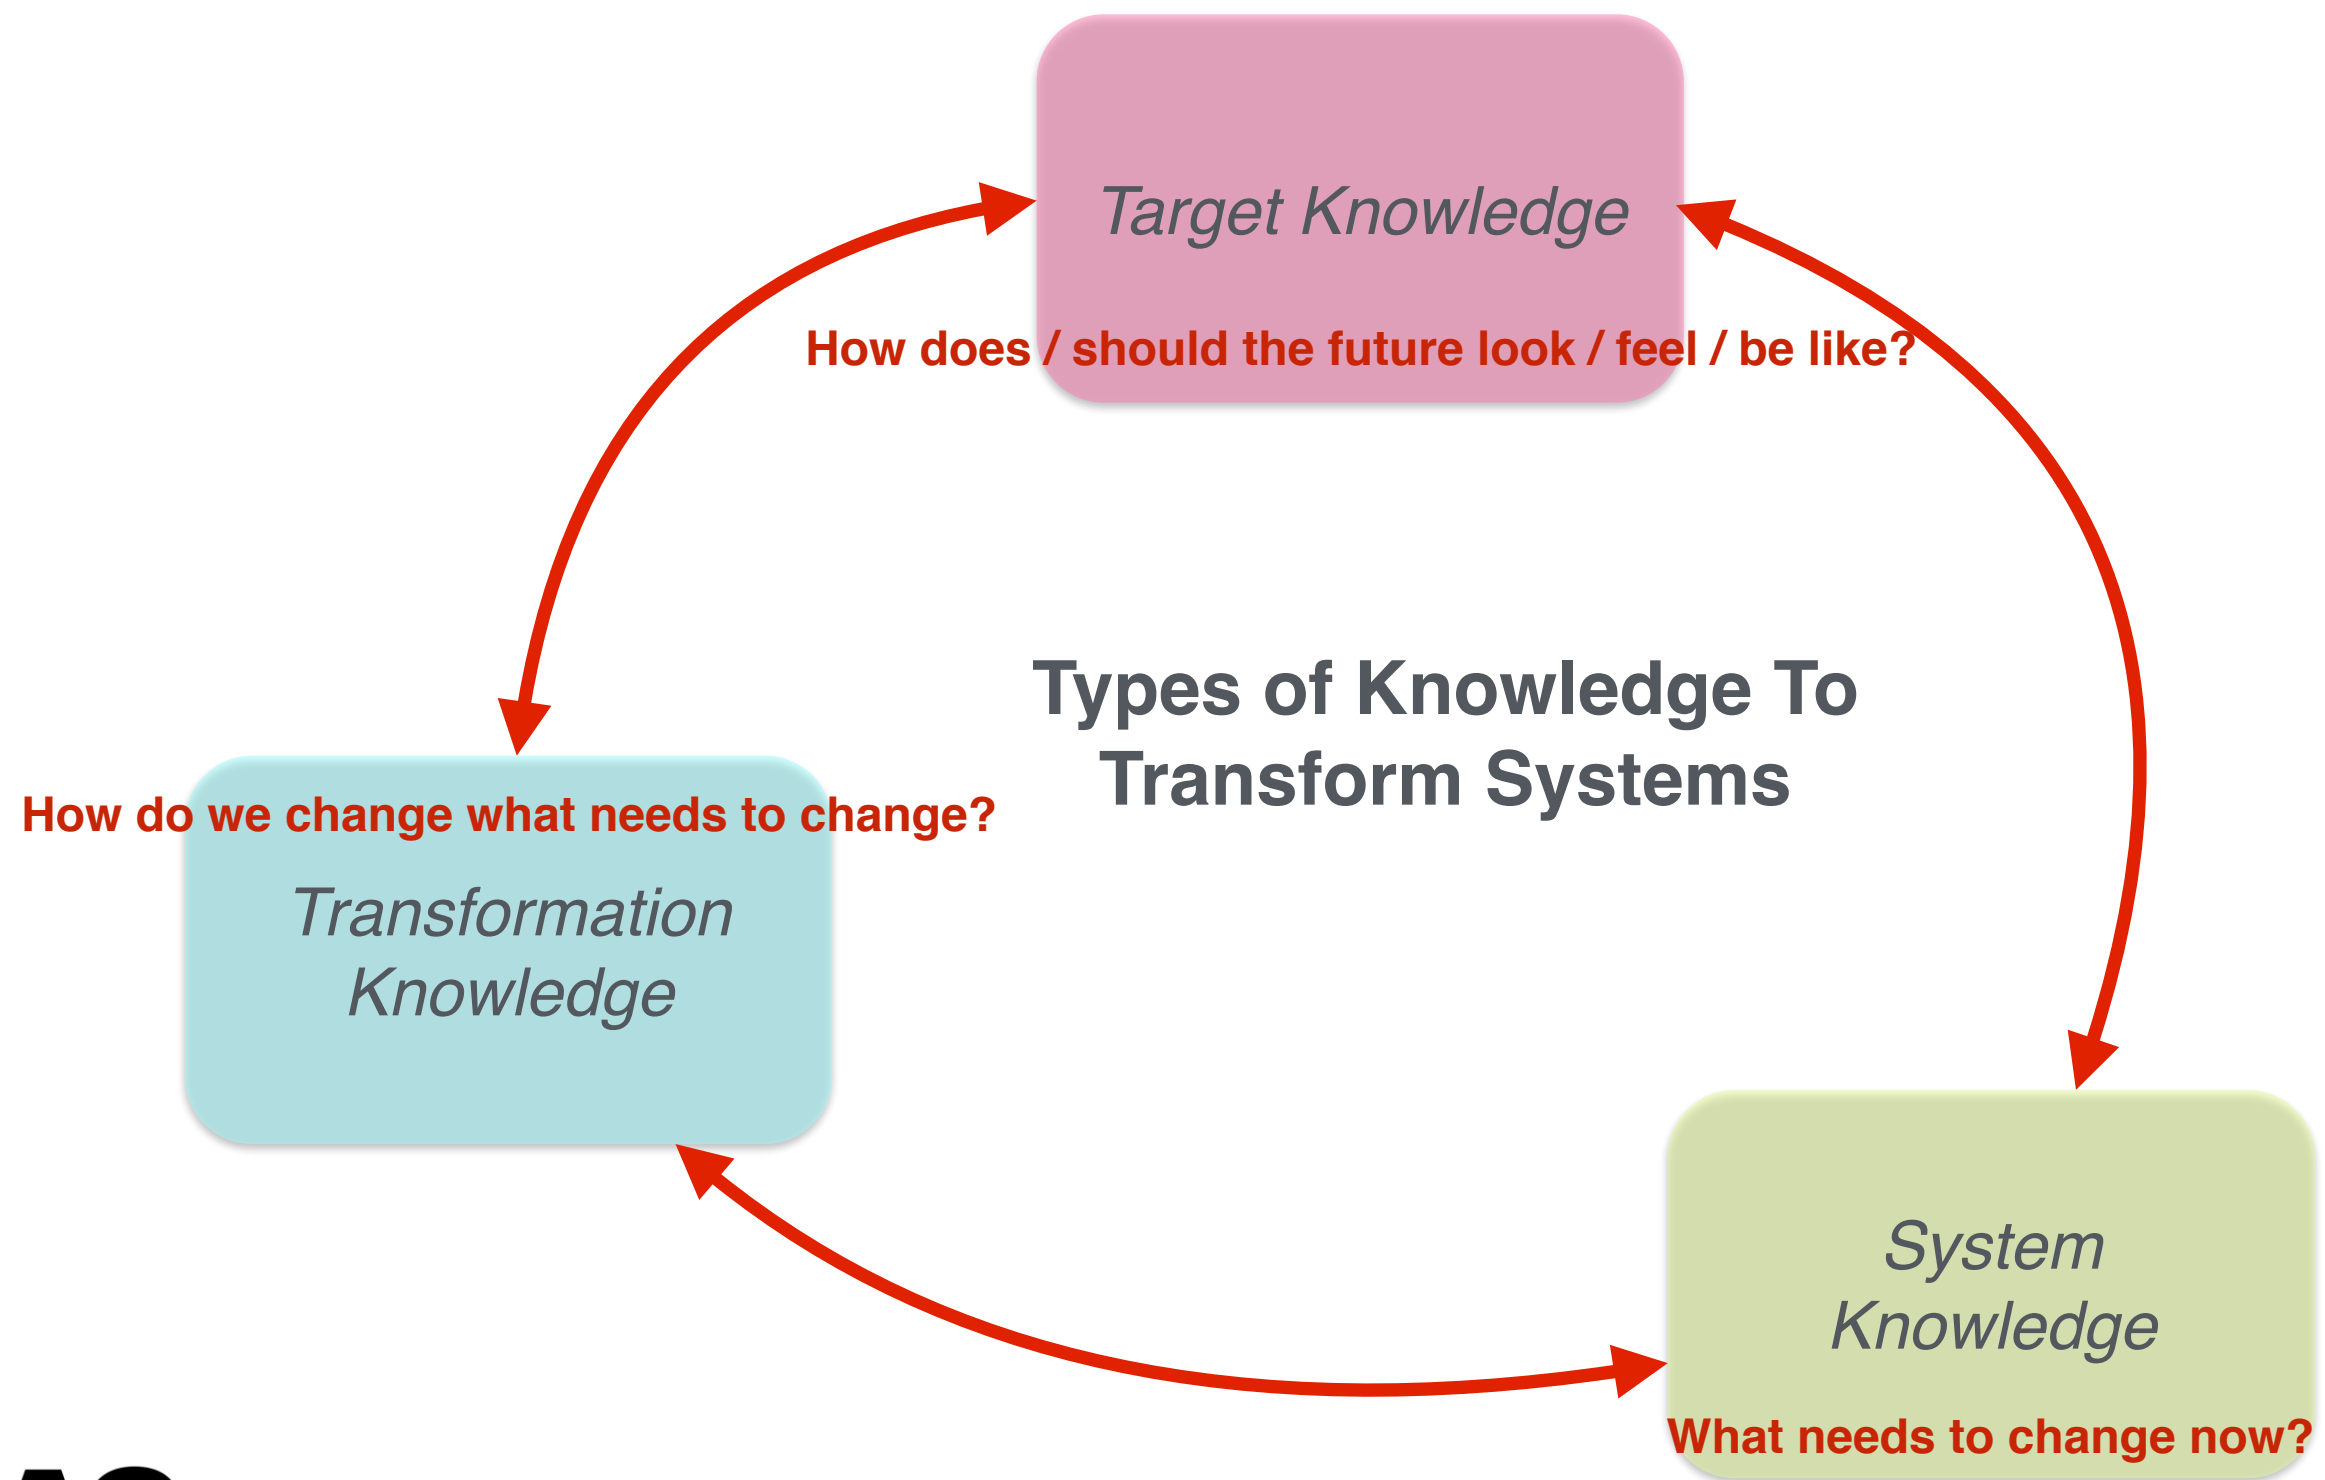 Target Knowledge
How does / should the future look / feel / be like?
Types of Knowledge To
Transform Systems
How do we change what needs to change?
Transformation
Knowledge
System
Knowledge
What needs to change now?